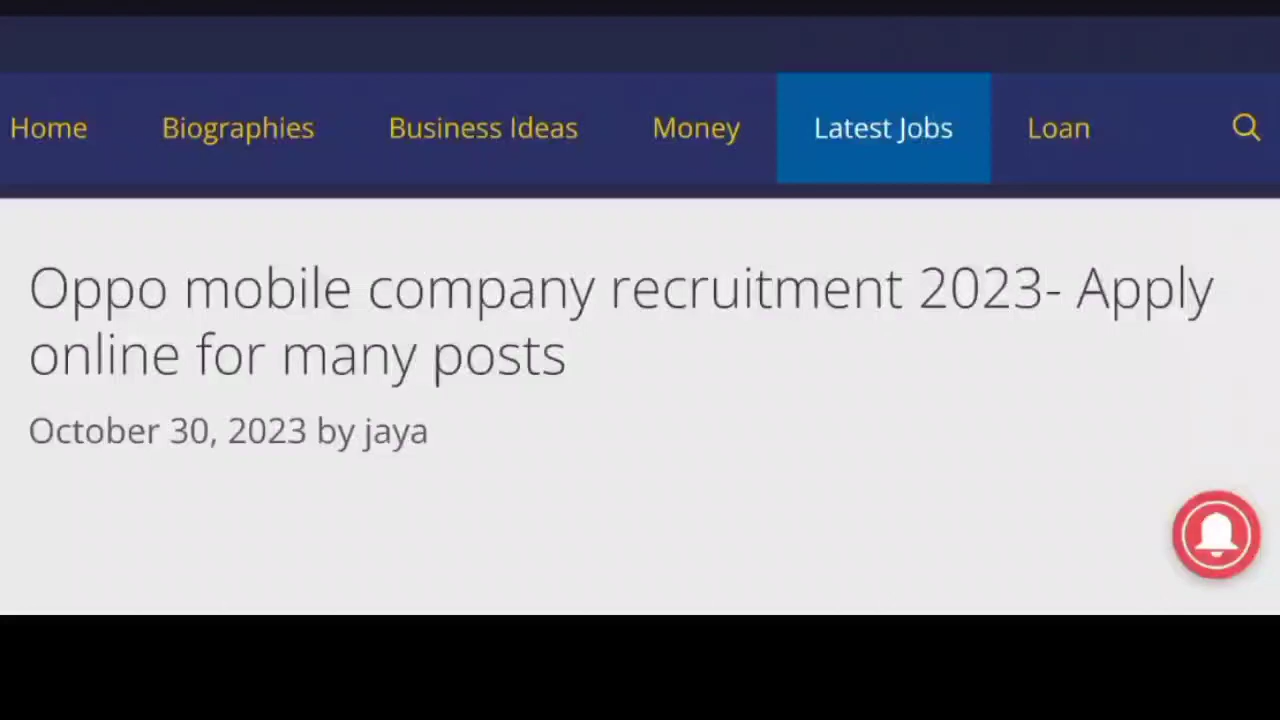 Home Biographies Business Ideas Money Latest Jobs Loan
Oppo mobile company recruitment 2023- Apply
online for many posts
October 30, 2023 by jaya